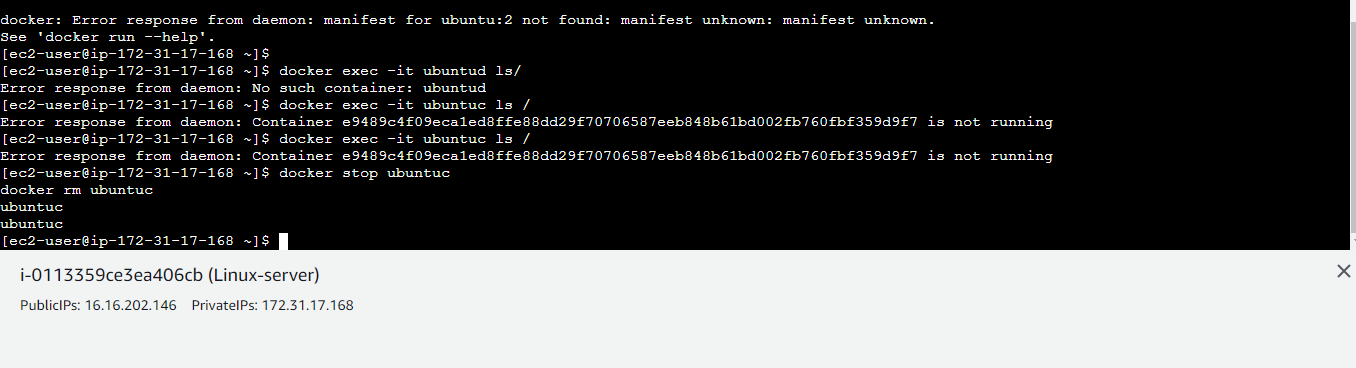 docker: Error response from daemon: manifest for ubuntu:2 not found: manifest unknown: manifest unknown.
See 'docker run --help'.
[ec2-user@ip-172-31-17-168 ~]$
[ec2-user@ip-172-31-17-168 ~]$ docker exec -it ubuntud ls/
Error response from daemon: No such container: ubuntud
[ec2-user@ip-172-31-17-168 ~]$ docker exec -it ubuntuc ls /
Error response from daemon: Container e9489c4f09eca1ed8ffe88dd29f70706587eeb848b61bd002fb760fbf359d9f7 is not running
[ec2-user@ip-172-31-17-168 ~]$ docker exec -it ubuntuc ls /
Error response from daemon: Container e9489c4f09eca1ed8ffe88dd29f70706587eeb848b61bd002fb760fbf359d9f7 is not running
[ec2-user@ip-172-31-17-168 ~]$ docker stop ubuntuc
docker rm ubuntuc
ubuntuc
ubuntuc
[ec2-user@ip-172-31-17-168 ~]$
i-0113359ce3ea406cb (Linux-server)
PublicIPs: 16.16.202.146 PrivateIPs: 172.31.17.168